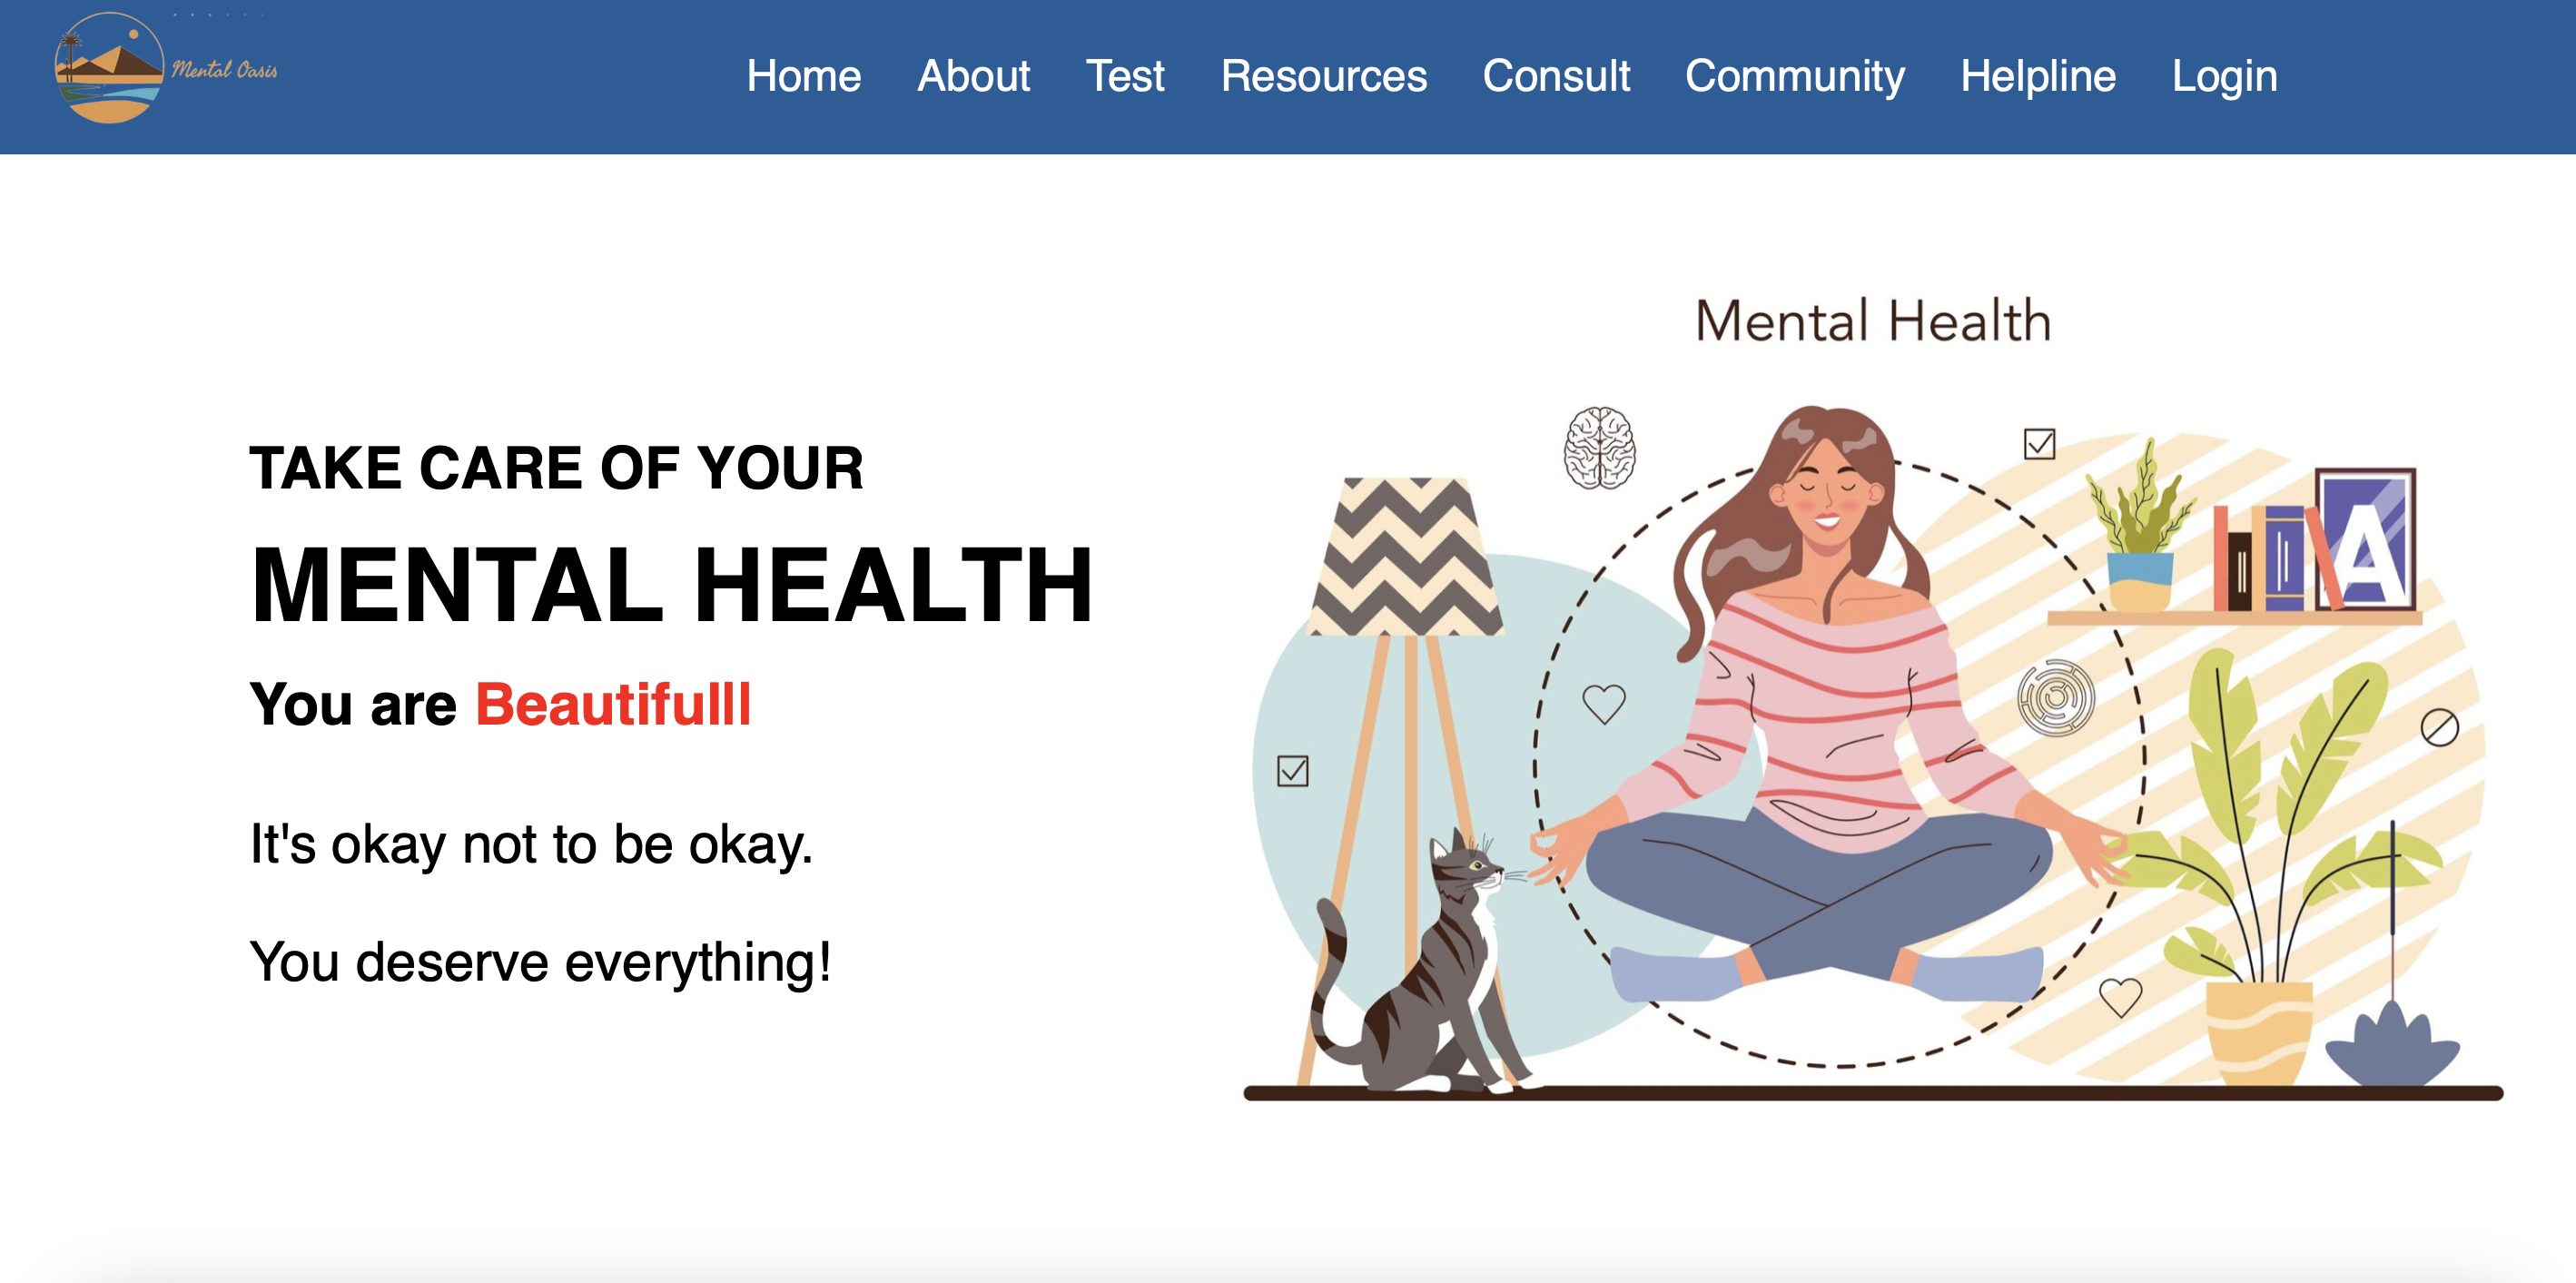 Mental Oasis
Home About Test Resources Consult Community Helpline Login
Mental Health
TAKE CARE OF YOUR
MENTAL HEALTH
You are Beautifull
It's okay not to be okay.
You deserve everything!
A